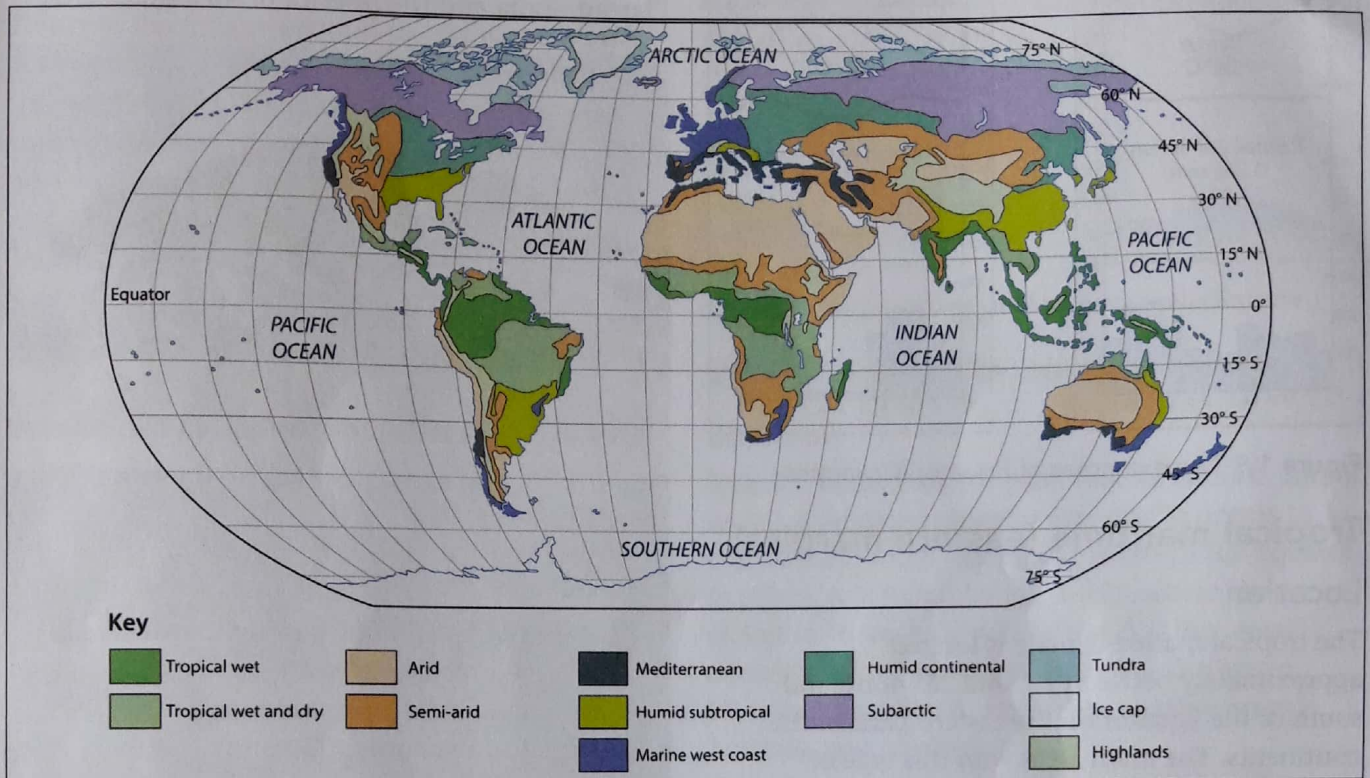 ARCTIC OCEAN
75° N
60° N
45° N
30° N
ATLANTIC
OCEAN
PACIFIC
OCEAN
15° N
Equator
0°
PACIFIC
OCEAN
INDIAN
OCEAN
15° S
30° S
45° S
60° S
SOUTHERN OCEAN
75° S
Key
Tropical wet
Tropical wet and dry
Arid
Semi-arid
Mediterranean
Humid subtropical
Marine west coast
Humid continental
Subarctic
Tundra
Ice cap
Highlands